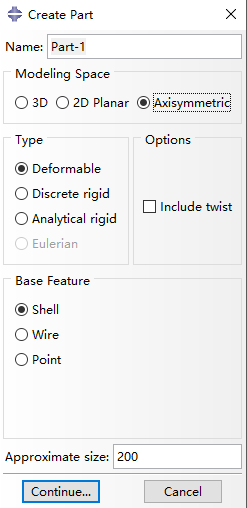 Create Part
Name: Part-1
Modeling Space
3D 2D Planar Axisymmetric
Type
Deformable
Discrete rigid
Analytical rigid
Eulerian
Options
Include twist
Base Feature
Shell
Wire
Point
Approximate size: 200
Continue... Cancel